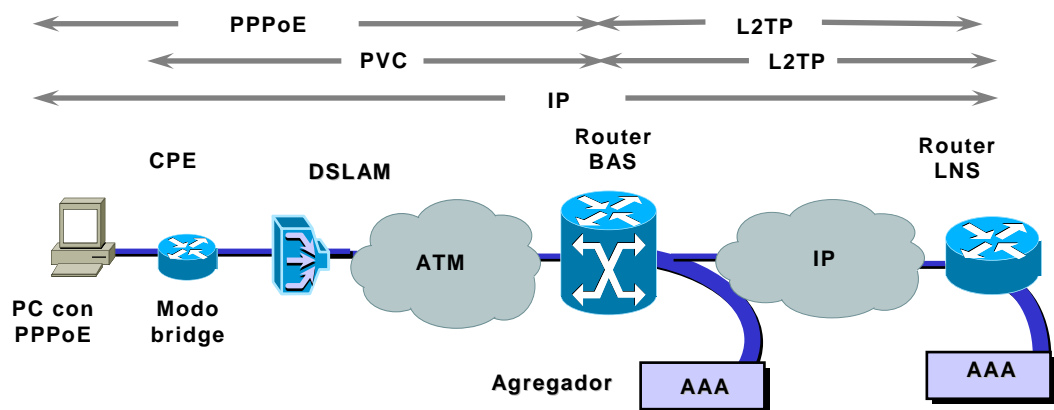 PPPoE
L2TP
PVC
L2TP
IP
Router
BAS
Router
LNS
CPE
DSLAM
ATM
IP
PC con
PPPoE
Modo
bridge
Agregador
AAA
AAA